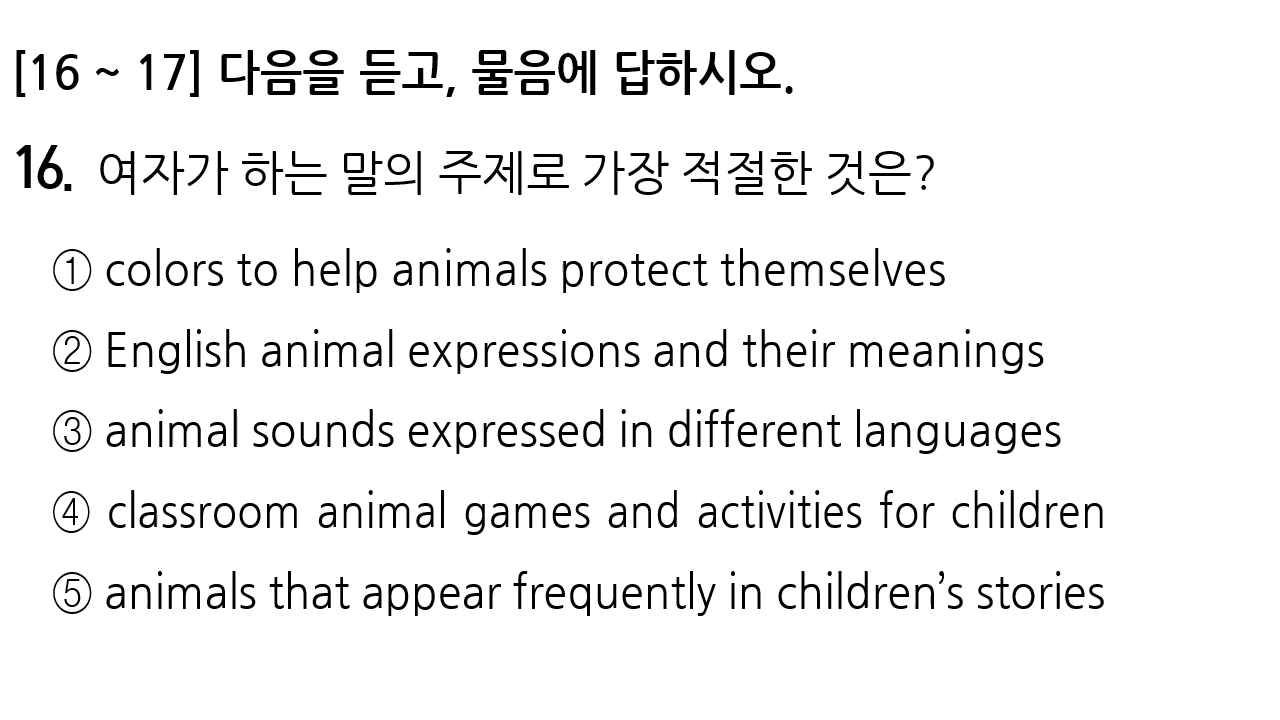 [16 ~ 17] 다음을 듣고, 물음에 답하시오.
16. 여자가 하는 말의 주제로 가장 적절한 것은?
① colors to help animals protect themselves
② English animal expressions and their meanings
③ animal sounds expressed in different languages
④ classroom animal games and activities for children
⑤ animals that appear frequently in children’s stories